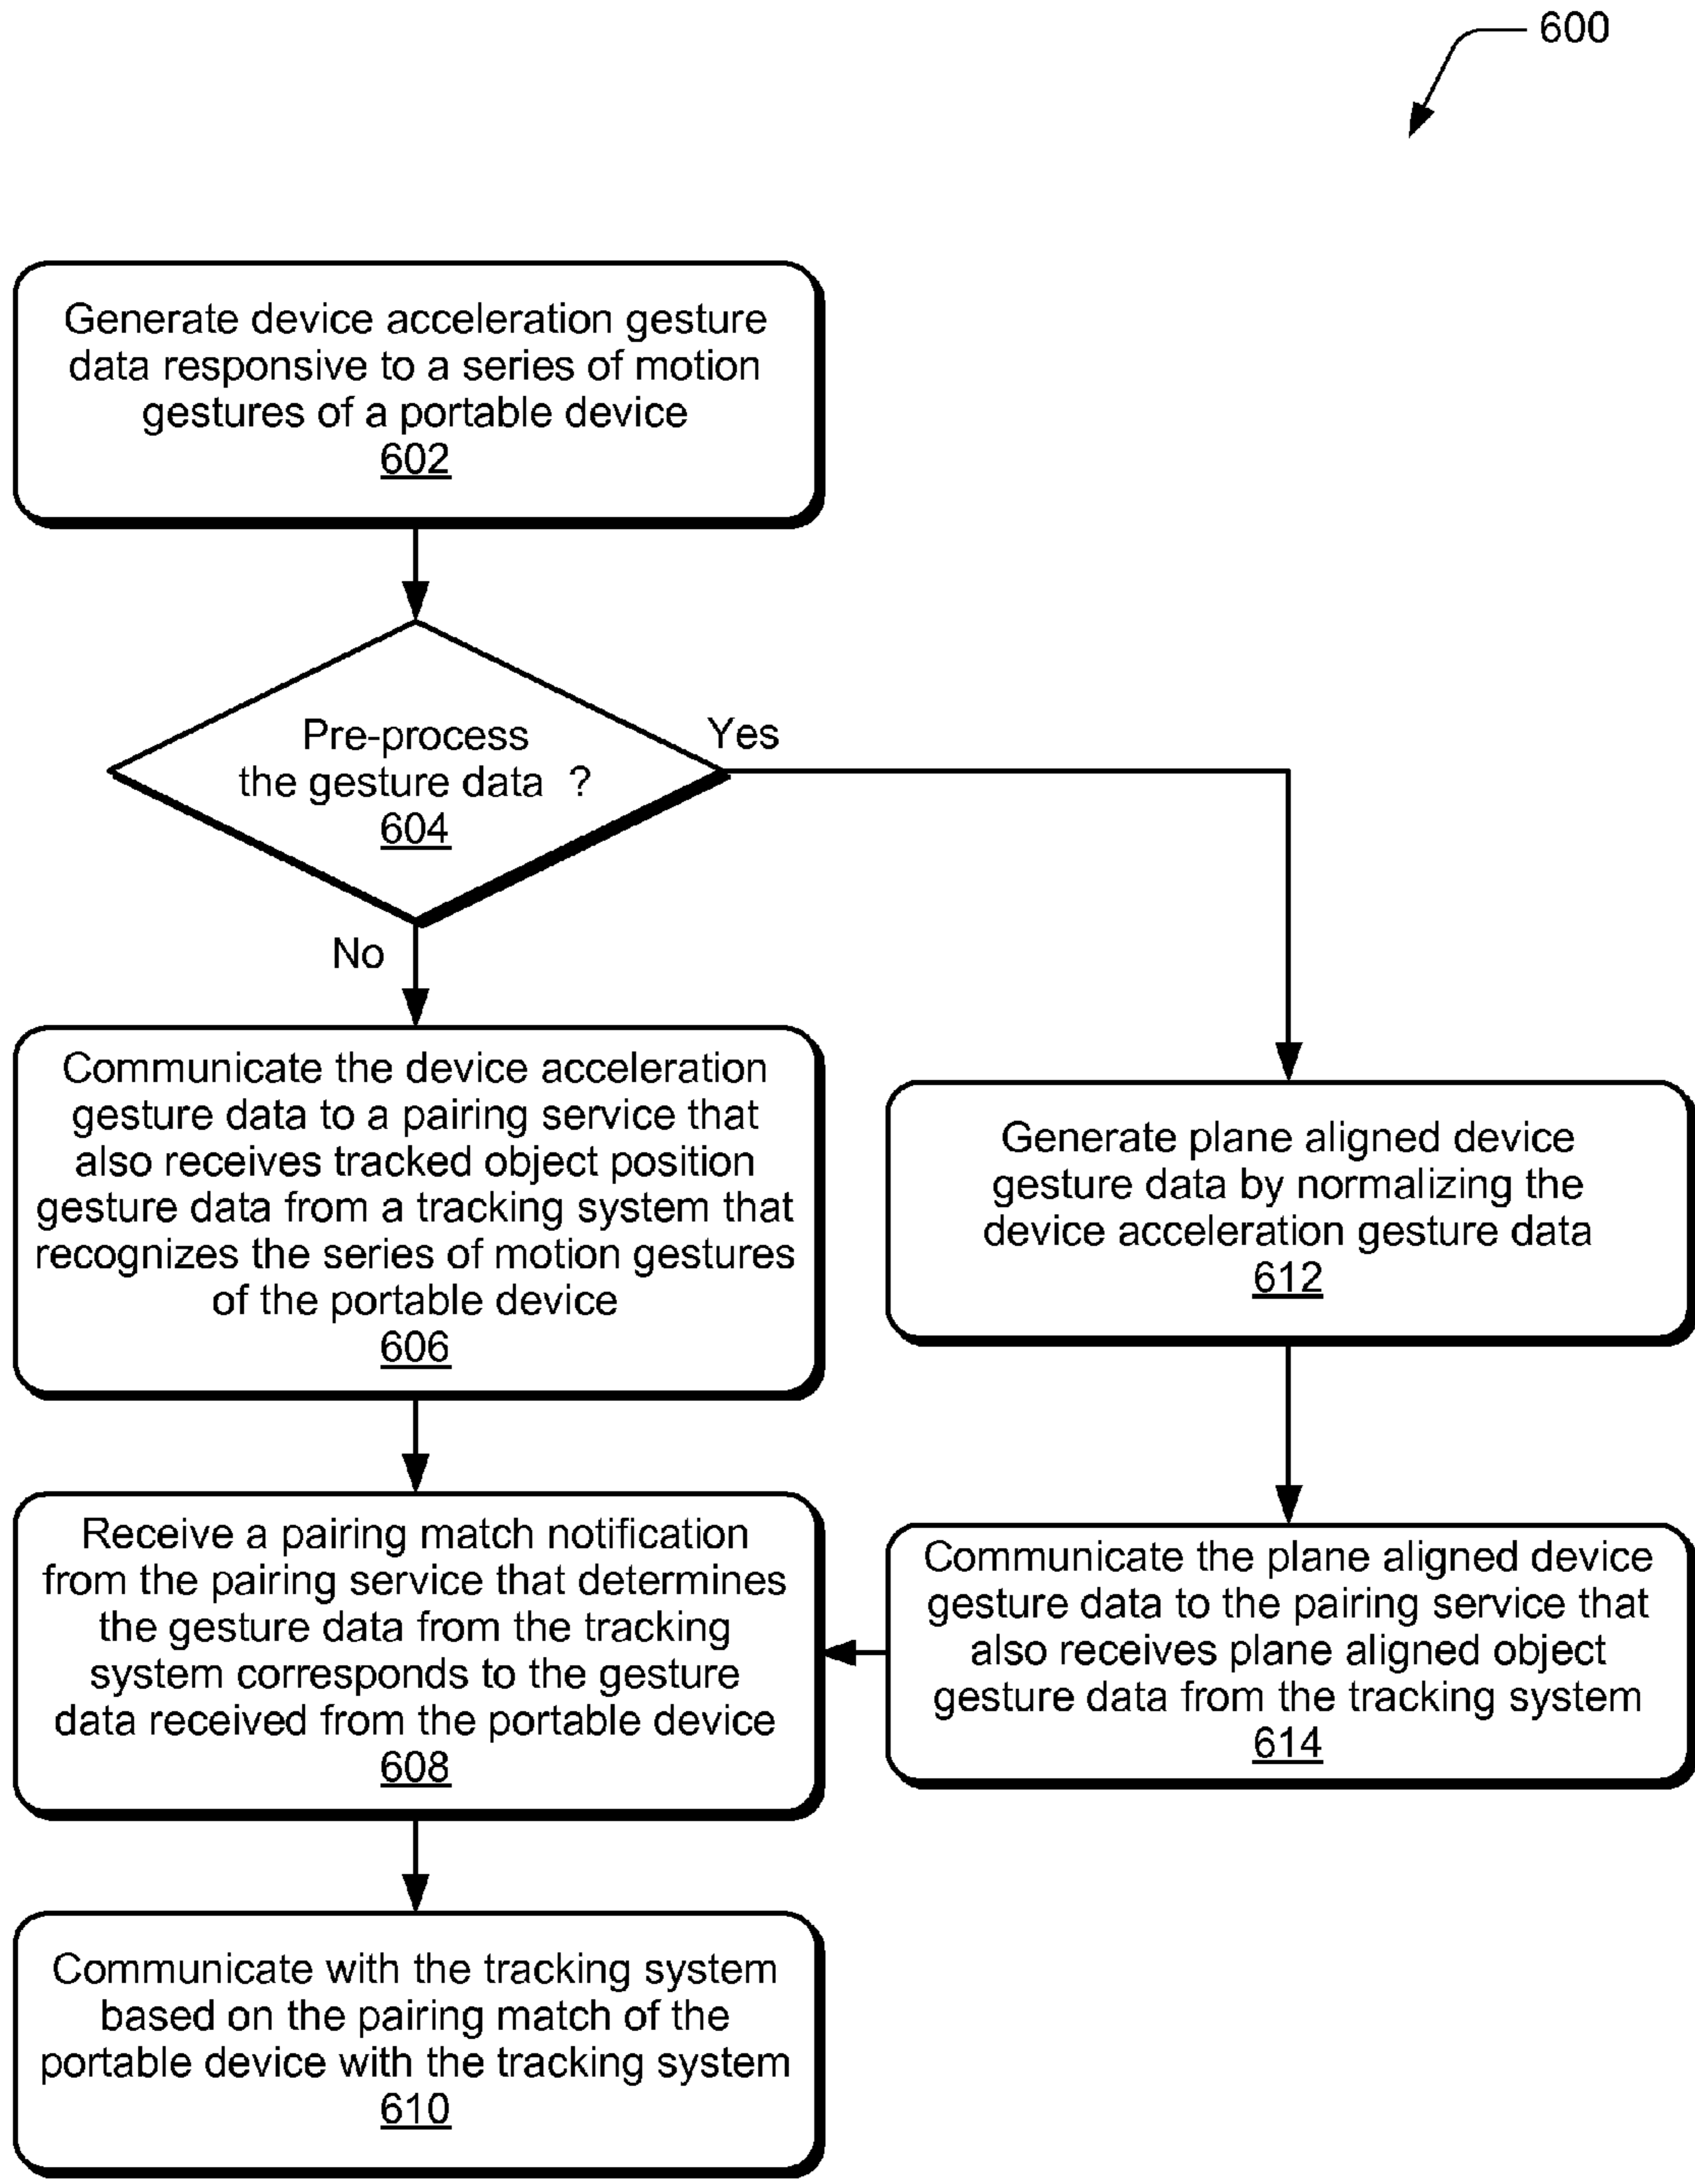 600
Generate device acceleration gesture
data responsive to a series of motion
gestures of a portable device
602
Pre-process
the gesture data ?
604
Yes
No
Communicate the device acceleration
gesture data to a pairing service that
also receives tracked object position
gesture data from a tracking system that
recognizes the series of motion gestures
of the portable device
606
Generate plane aligned device
gesture data by normalizing the
device acceleration gesture data
612
Receive a pairing match notification
from the pairing service that determines
the gesture data from the tracking
system corresponds to the gesture
data received from the portable device
608
Communicate the plane aligned device
gesture data to the pairing service that
also receives plane aligned object
gesture data from the tracking system
614
Communicate with the tracking system
based on the pairing match of the
portable device with the tracking system
610